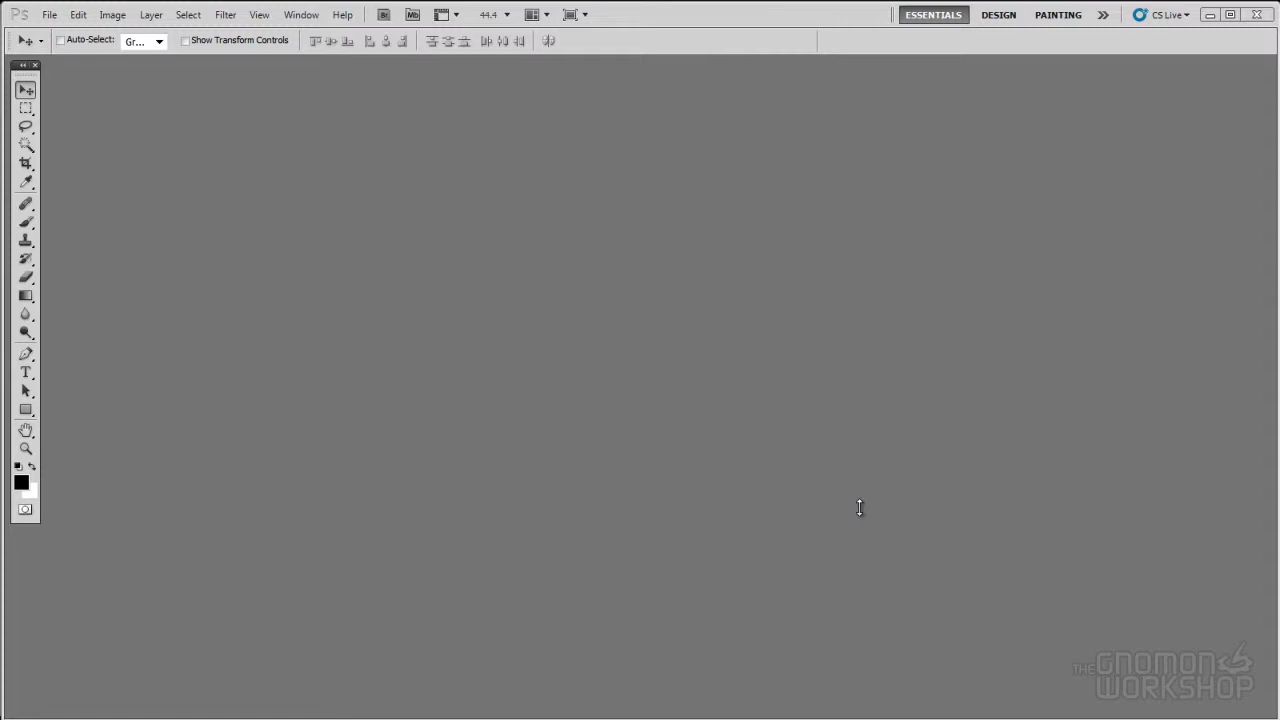 Ps File Edit Image Layer Select Filter View Window Help Br Mb 44.4 ESSENTIALS DESIGN PAINTING CS Live
Auto-Select: Gr... Show Transform Controls
T
THE GNOMON
WORKSHOP